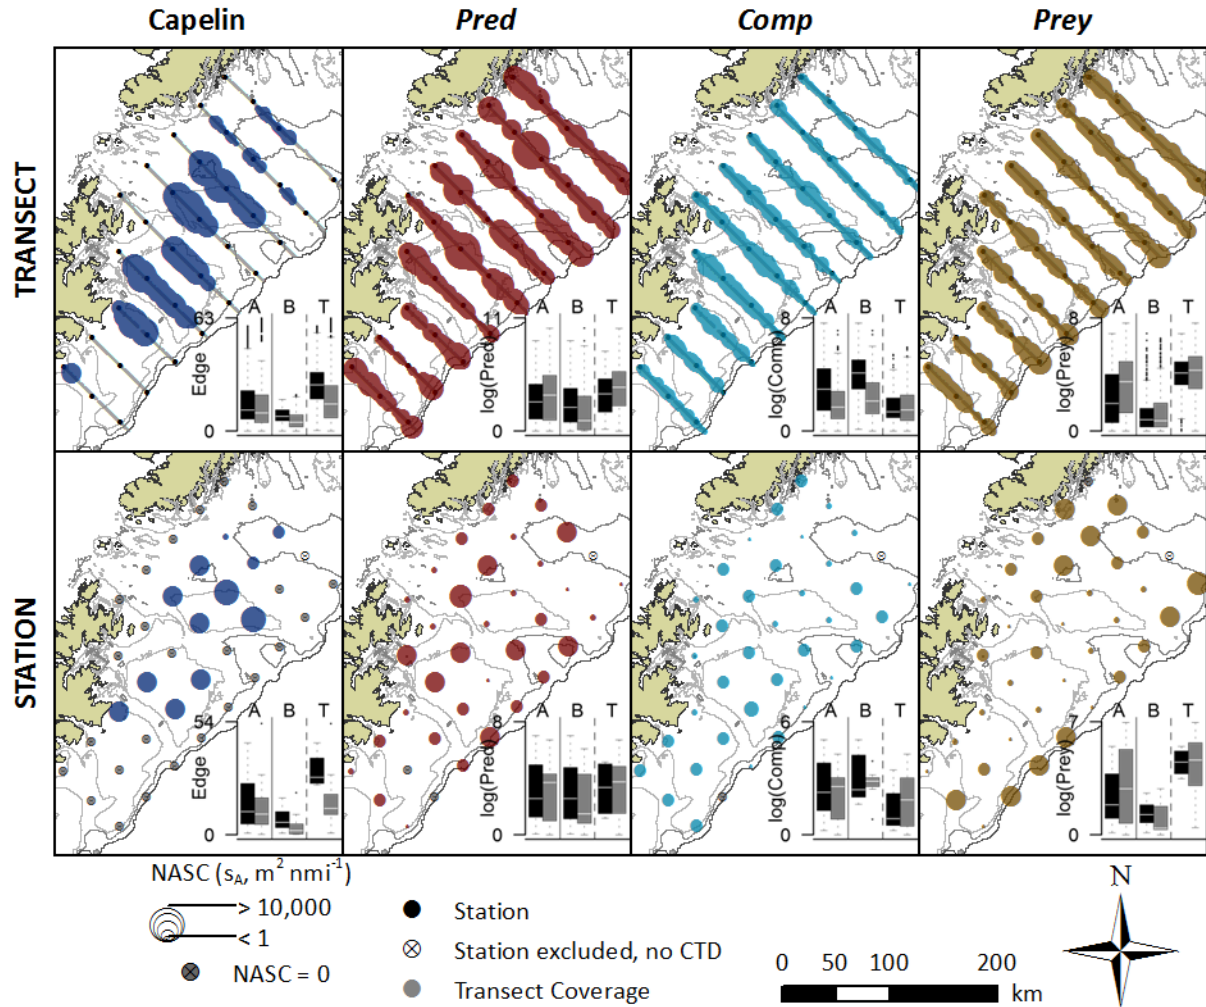 Capelin Pred Comp Prey
TRANSECT
A B T A B T A B T A B T
63 11 8 8
Edge log(Pred) log(Comp) log(Prey)
0 0 0 0
STATION
A B T A B T A B T A B T
54 8 6 7
Edge log(Pred) log(Comp) log(Prey)
0 0 0 0
NASC (sA, m² nmi⁻¹)
> 10,000
< 1
NASC = 0
Station
Station excluded, no CTD
Transect Coverage
0 50 100 200
km
N